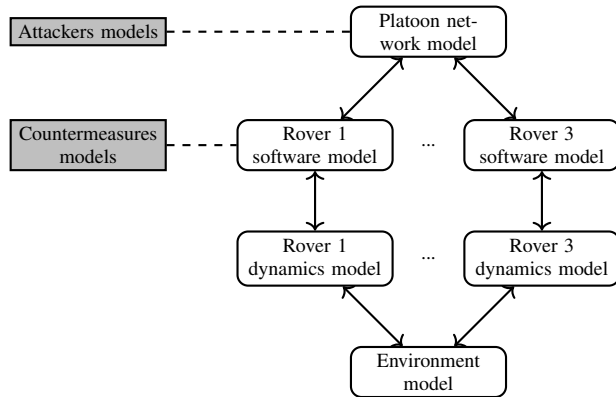 Attackers models
Platoon net-
work model
Countermeasures
models
Rover 1
software model
...
Rover 3
software model
Rover 1
dynamics model
...
Rover 3
dynamics model
Environment
model